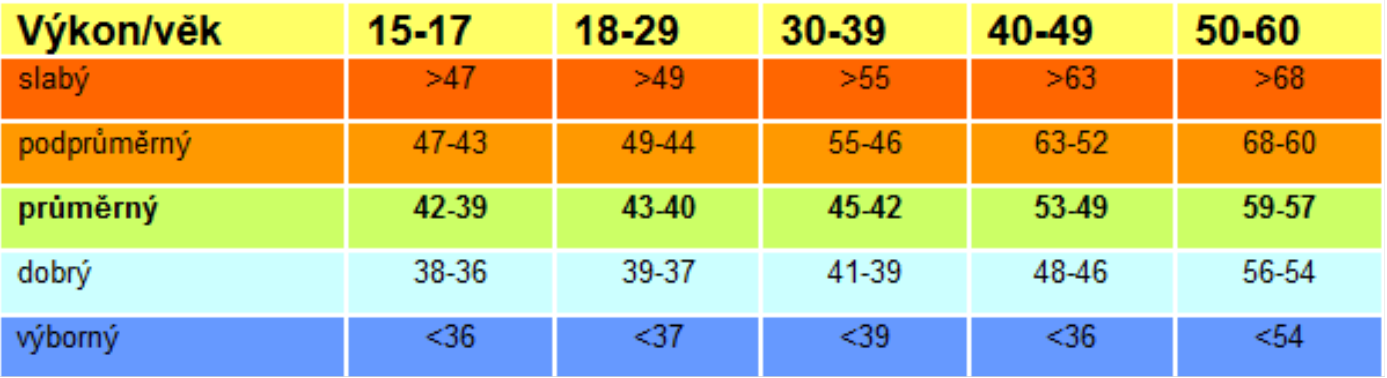 Výkon/věk 15-17 18-29 30-39 40-49 50-60
slabý >47 >49 >55 >63 >68
podprůměrný 47-43 49-44 55-46 63-52 68-60
průměrný 42-39 43-40 45-42 53-49 59-57
dobrý 38-36 39-37 41-39 48-46 56-54
výborný <36 <37 <39 <36 <54